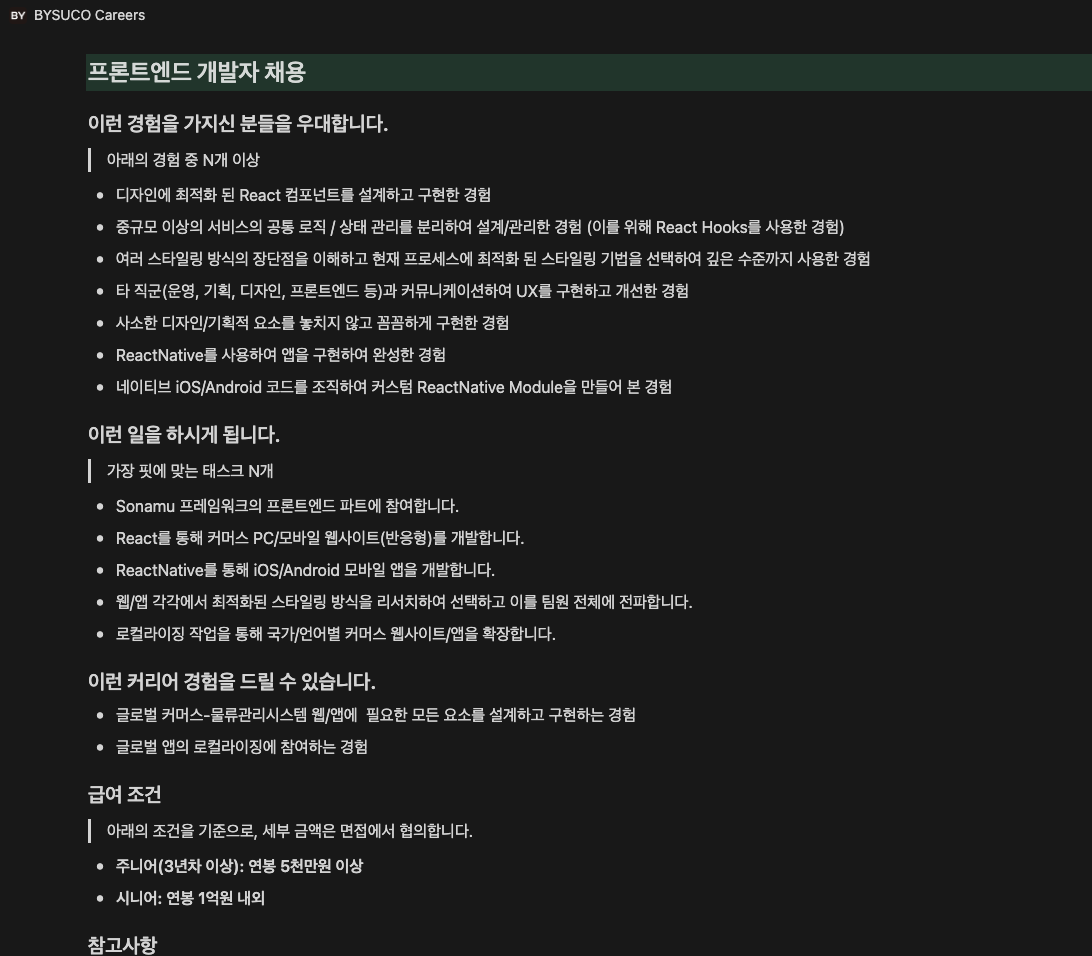 BY BYSUCO Careers
프론트엔드 개발자 채용
이런 경험을 가지신 분들을 우대합니다.
아래의 경험 중 N개 이상
디자인에 최적화 된 React 컴포넌트를 설계하고 구현한 경험
중규모 이상의 서비스의 공통 로직 / 상태 관리를 분리하여 설계/관리한 경험 (이를 위해 React Hooks를 사용한 경험)
여러 스타일링 방식의 장단점을 이해하고 현재 프로세스에 최적화 된 스타일링 기법을 선택하여 깊은 수준까지 사용한 경험
타 직군(운영, 기획, 디자인, 프론트엔드 등)과 커뮤니케이션하여 UX를 구현하고 개선한 경험
사소한 디자인/기획적 요소를 놓치지 않고 꼼꼼하게 구현한 경험
ReactNative를 사용하여 앱을 구현하여 완성한 경험
네이티브 iOS/Android 코드를 조직하여 커스텀 ReactNative Module을 만들어 본 경험
이런 일을 하시게 됩니다.
가장 핏에 맞는 태스크 N개
Sonamu 프레임워크의 프론트엔드 파트에 참여합니다.
React를 통해 커머스 PC/모바일 웹사이트(반응형)를 개발합니다.
ReactNative를 통해 iOS/Android 모바일 앱을 개발합니다.
웹/앱 각각에서 최적화된 스타일링 방식을 리서치하여 선택하고 이를 팀원 전체에 전파합니다.
로컬라이징 작업을 통해 국가/언어별 커머스 웹사이트/앱을 확장합니다.
이런 커리어 경험을 드릴 수 있습니다.
글로벌 커머스-물류관리시스템 웹/앱에  필요한 모든 요소를 설계하고 구현하는 경험
글로벌 앱의 로컬라이징에 참여하는 경험
급여 조건
아래의 조건을 기준으로, 세부 금액은 면접에서 협의합니다.
주니어(3년차 이상): 연봉 5천만원 이상
시니어: 연봉 1억원 내외
참고사항